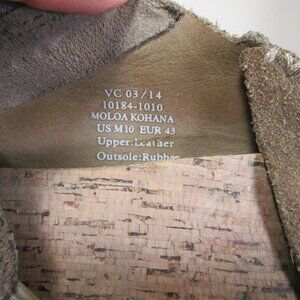 VC 03/14
10184-1010
MOLOA KOHANA
US M10 EUR 43
Upper:Leather
Outsole:Rubber